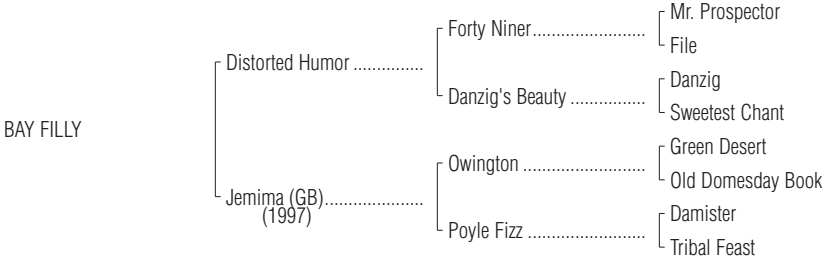 Mr. Prospector
Forty Niner.......................
File
Distorted Humor ...............
Danzig
Danzig's Beauty ................
Sweetest Chant
BAY FILLY
Green Desert
Owington .........................
Old Domesday Book
Jemima (GB).....................
(1997)
Damister
Poyle Fizz ........................
Tribal Feast